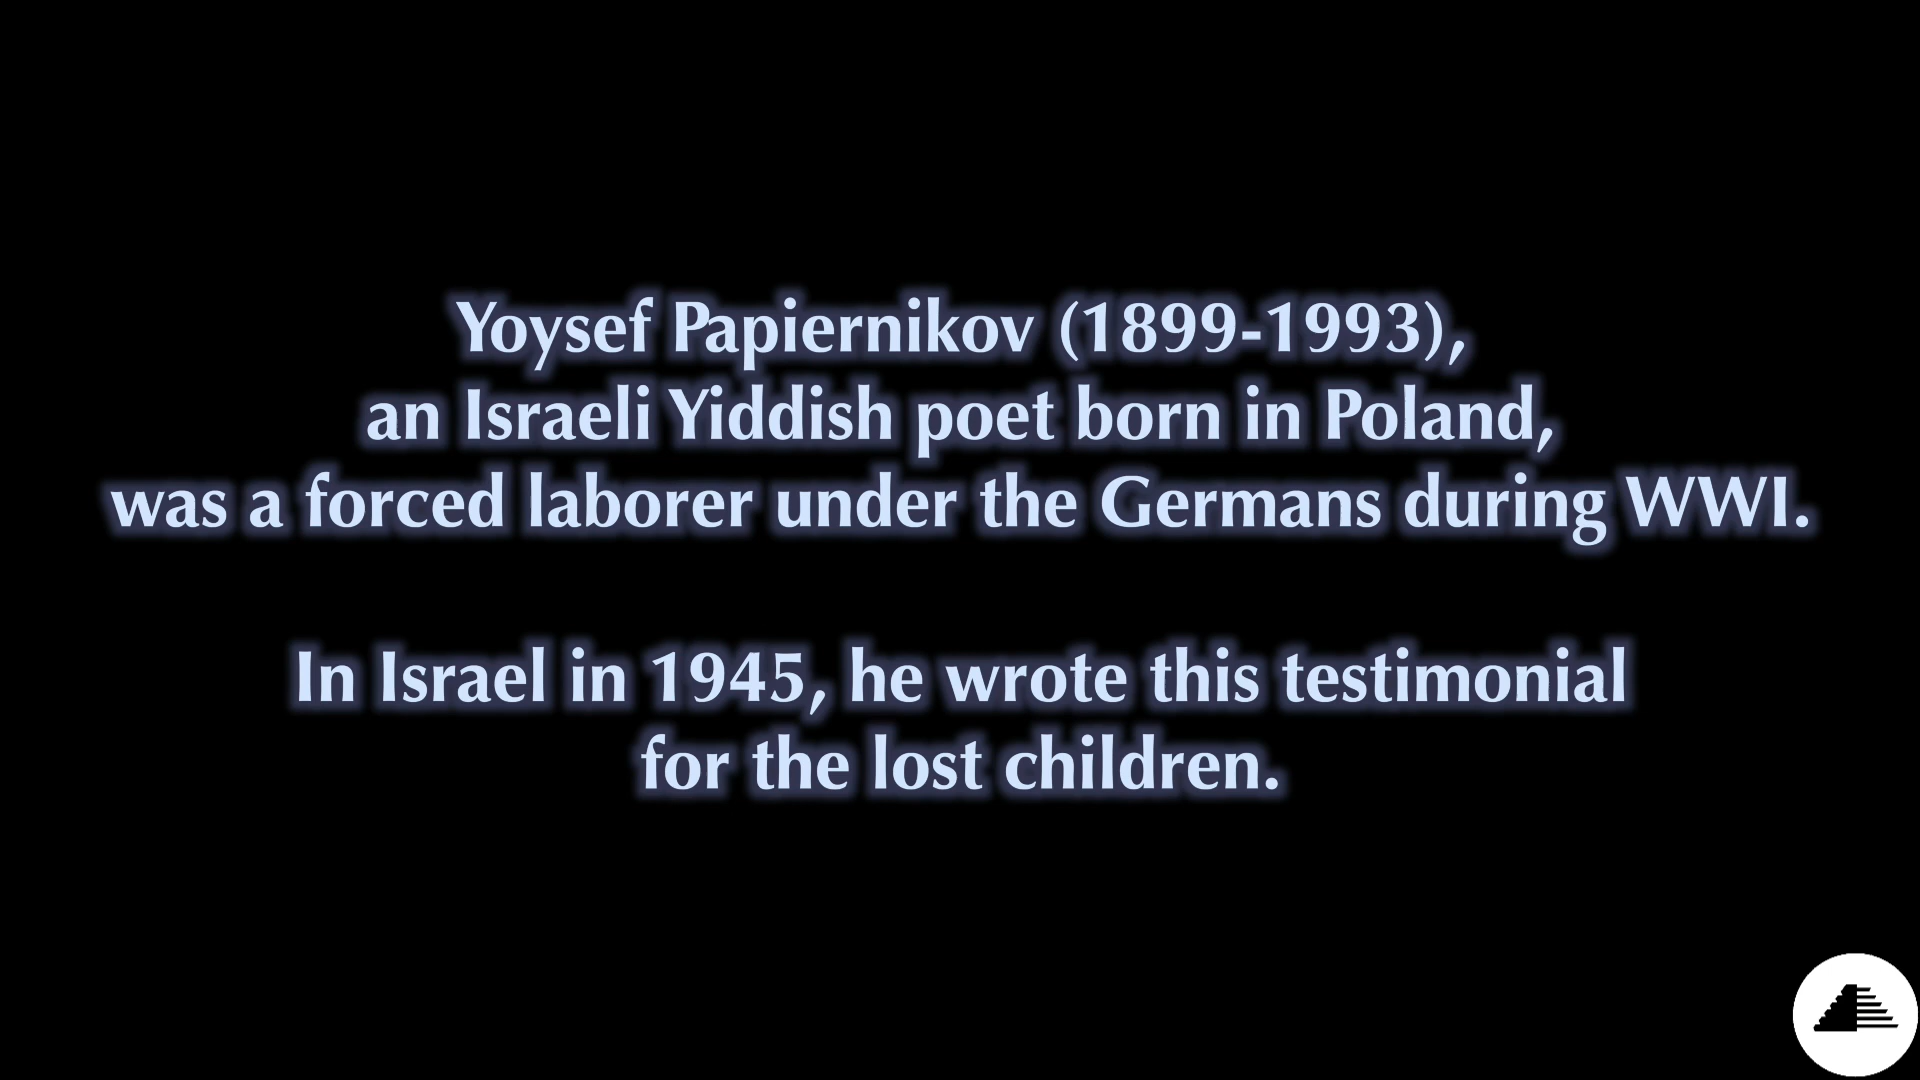 Yoysef Papiernikov (1899-1993),
an Israeli Yiddish poet born in Poland,
was a forced laborer under the Germans during WWI.
In Israel in 1945, he wrote this testimonial
for the lost children.